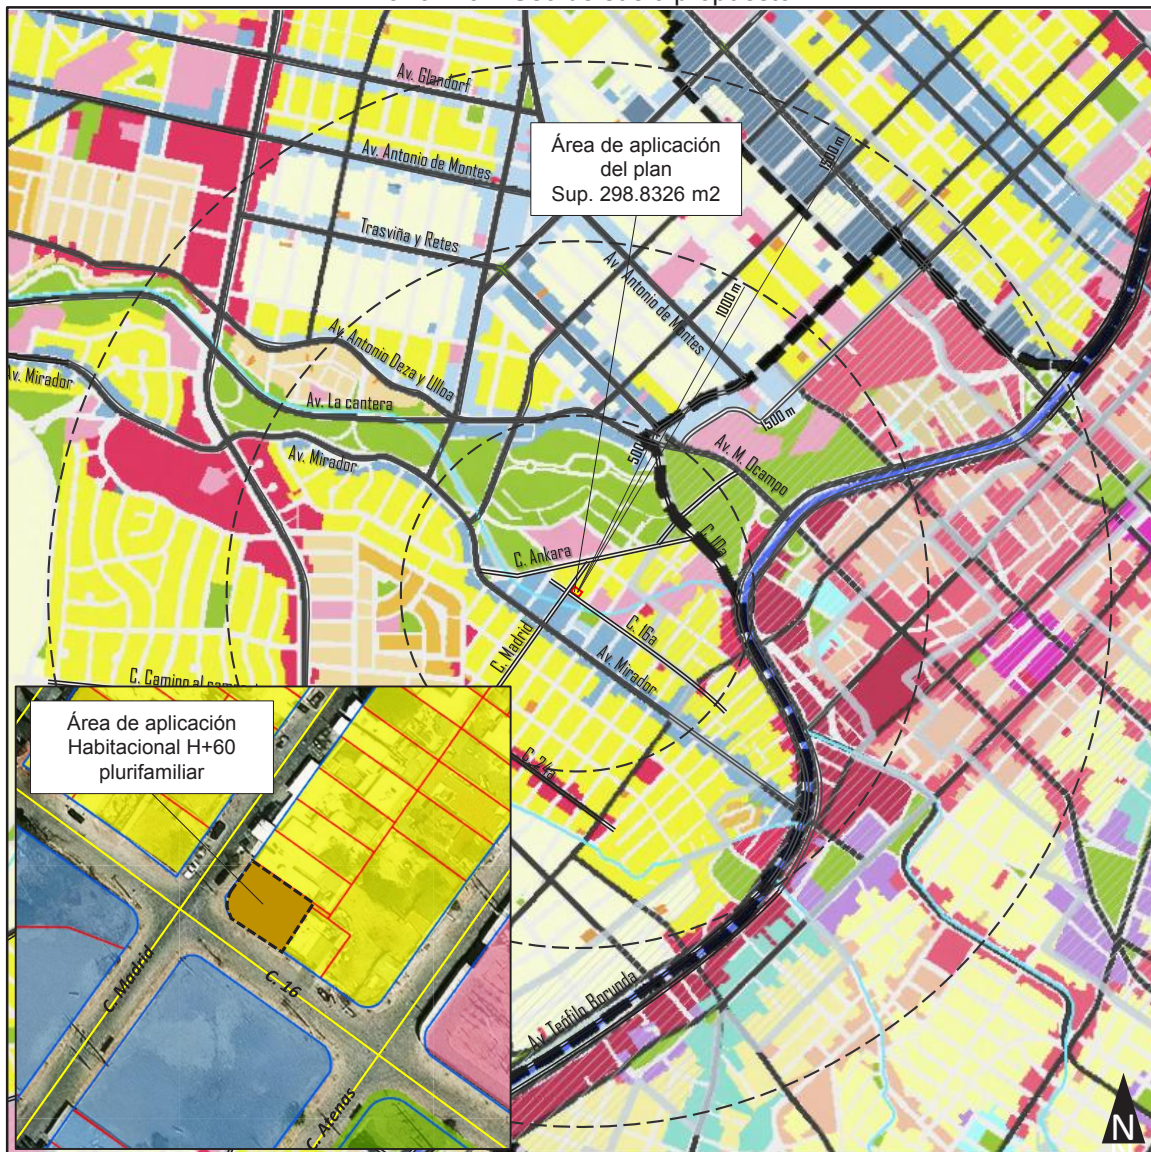 Av. Glandorf
Av. Antonio de Montes
Área de aplicación
del plan
Sup. 298.8326 m2
1500 m
Trasviña y Retes
Av. Antonio de Montes
1000 m
Av. Antonio Deza y Ulloa
Av. Mirador
Av. La cantera
1500 m
500
Av. M. Ocampo
Av. Mirador
C. 10a
C. Ankara
C. 16a
C. Madrid
Av. Mirador
C. Camino al
C. 24a
Área de aplicación
Habitacional H+60
plurifamiliar
C. Madrid
C. 16
C. Atenas
Av. Teófilo Borunda
N